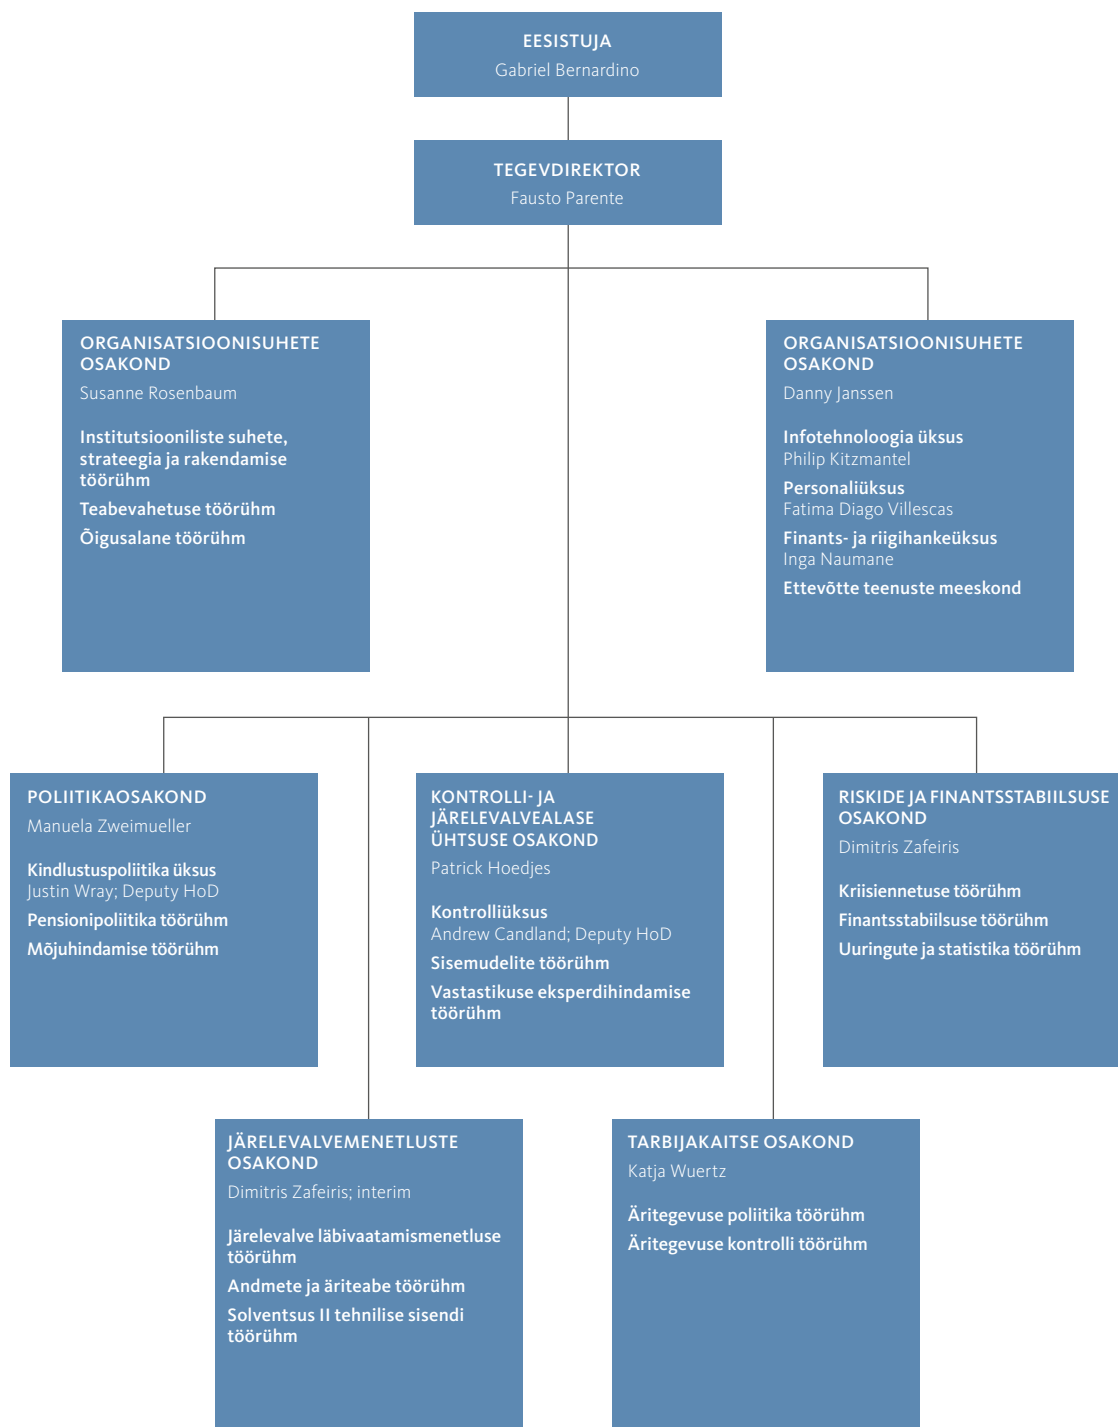 EESISTUJA
Gabriel Bernardino
TEGEVDIREKTOR
Fausto Parente
ORGANISATSIOONISUHETE
OSAKOND
Susanne Rosenbaum
Institutsiooniliste suhete,
strateegia ja rakendamise
töörühm
Teabevahetuse töörühm
Õigusalane töörühm
ORGANISATSIOONISUHETE
OSAKOND
Danny Janssen
Infotehnoloogia üksus
Philip Kitzmantel
Personaliüksus
Fatima Diago Villescas
Finants- ja riigihankeüksus
Inga Naumane
Ettevõtte teenuste meeskond
POLIITIKAOSAKOND
Manuela Zweimueller
Kindlustuspoliitika üksus
Justin Wray; Deputy HoD
Pensionipoliitika töörühm
Mõjuhindamise töörühm
KONTROLLI- JA
JÄRELEVALVEALASE
ÜHTSUSE OSAKOND
Patrick Hoedjes
Kontrolliüksus
Andrew Candland; Deputy HoD
Sisemudelite töörühm
Vastastikuse eksperdihindamise
töörühm
RISKIDE JA FINANTSSTABIILSUSE
OSAKOND
Dimitris Zafeiris
Kriisiennetuse töörühm
Finantsstabiilsuse töörühm
Uuringute ja statistika töörühm
JÄRELEVALVEMENETLUSTE
OSAKOND
Dimitris Zafeiris; interim
Järelevalve läbivaatamismenetluse
töörühm
Andmete ja äriteabe töörühm
Solventsus II tehnilise sisendi
töörühm
TARBIJAKAITSE OSAKOND
Katja Wuertz
Äritegevuse poliitika töörühm
Äritegevuse kontrolli töörühm